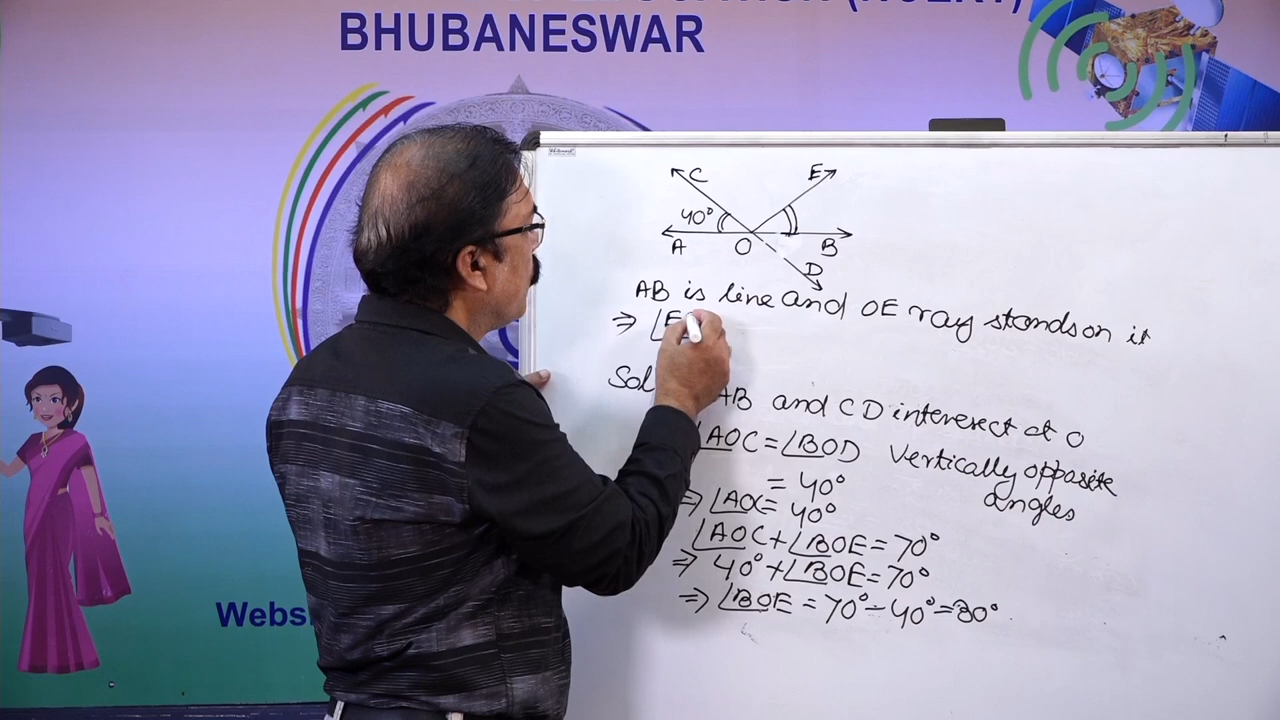 BHUBANESWAR
C E
40°
A O B
D
AB is line and OE ray stands on it
⇒ ∠E
Sol AB and CD interesect at O
∠AOC = ∠BOD Vertically opposite angles
= 40°
⇒ ∠AOC = 40°
∠AOC + ∠BOE = 70°
⇒ 40° + ∠BOE = 70°
⇒ ∠BOE = 70° - 40° = 30°
Webs